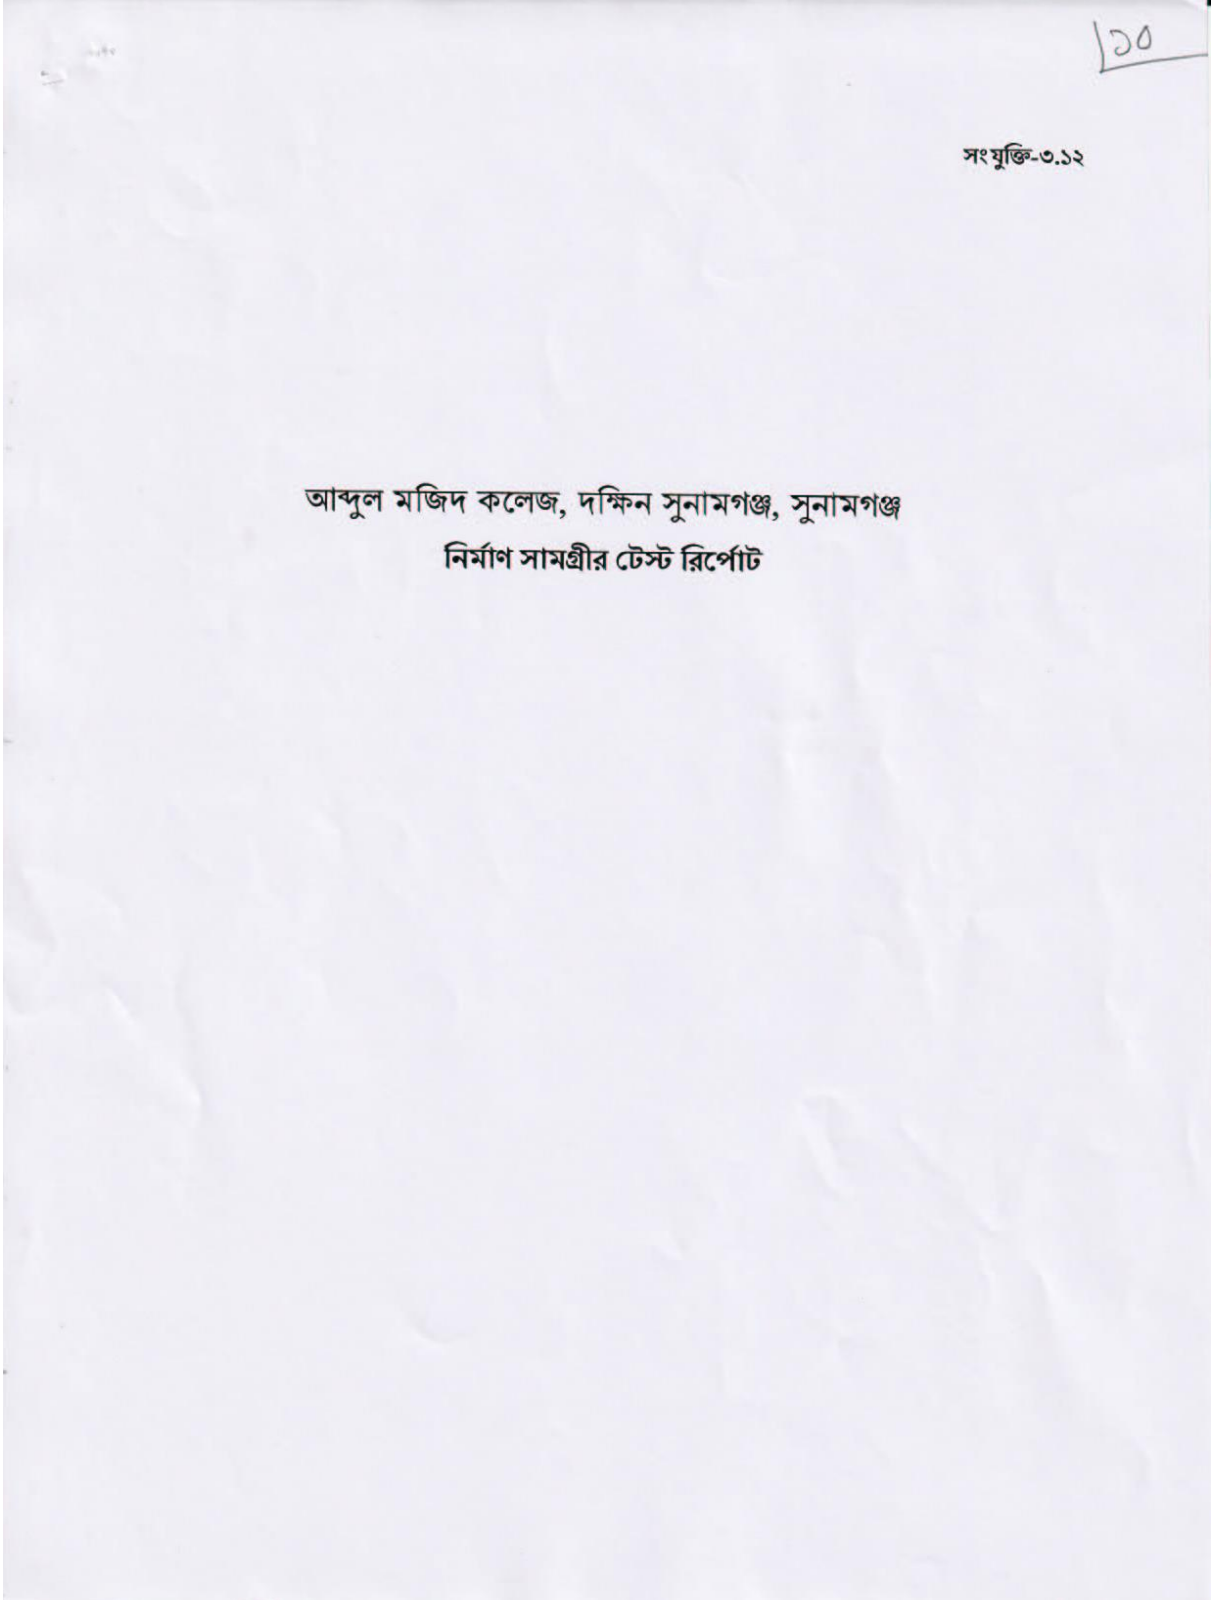 ১০
সংযুক্তি-৩.১২
আব্দুল মজিদ কলেজ, দক্ষিন সুনামগঞ্জ, সুনামগঞ্জ
নির্মাণ সামগ্রীর টেস্ট রির্পোট